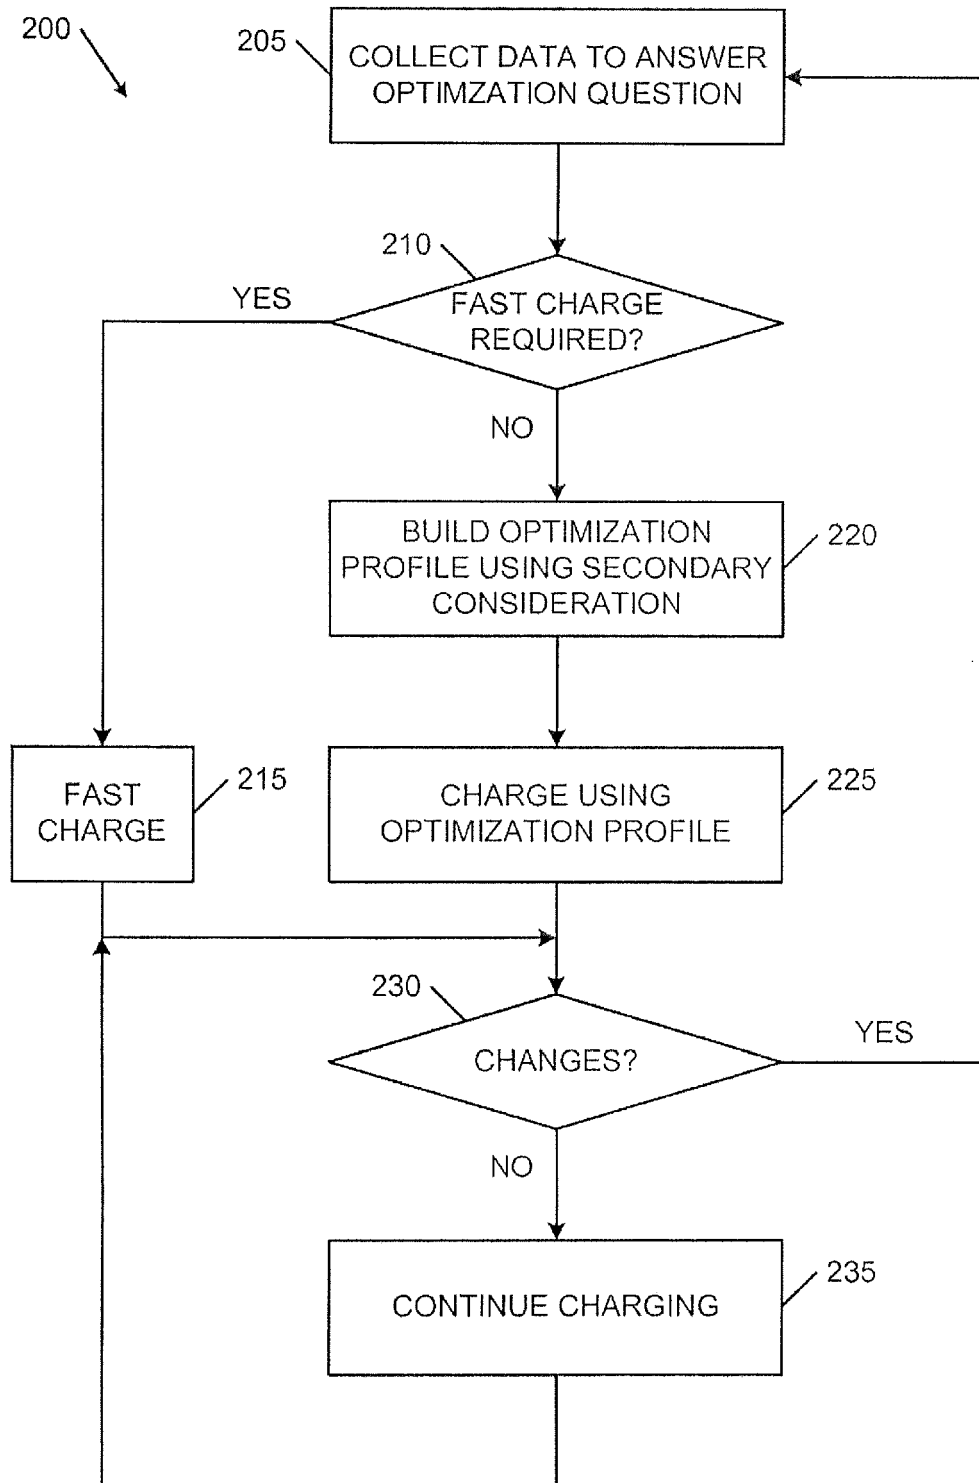 200
205
COLLECT DATA TO ANSWER
OPTIMZATION QUESTION
210
YES
FAST CHARGE
REQUIRED?
NO
BUILD OPTIMIZATION
PROFILE USING SECONDARY
CONSIDERATION
220
FAST
CHARGE
215
CHARGE USING
OPTIMIZATION PROFILE
225
230
CHANGES?
YES
NO
CONTINUE CHARGING
235